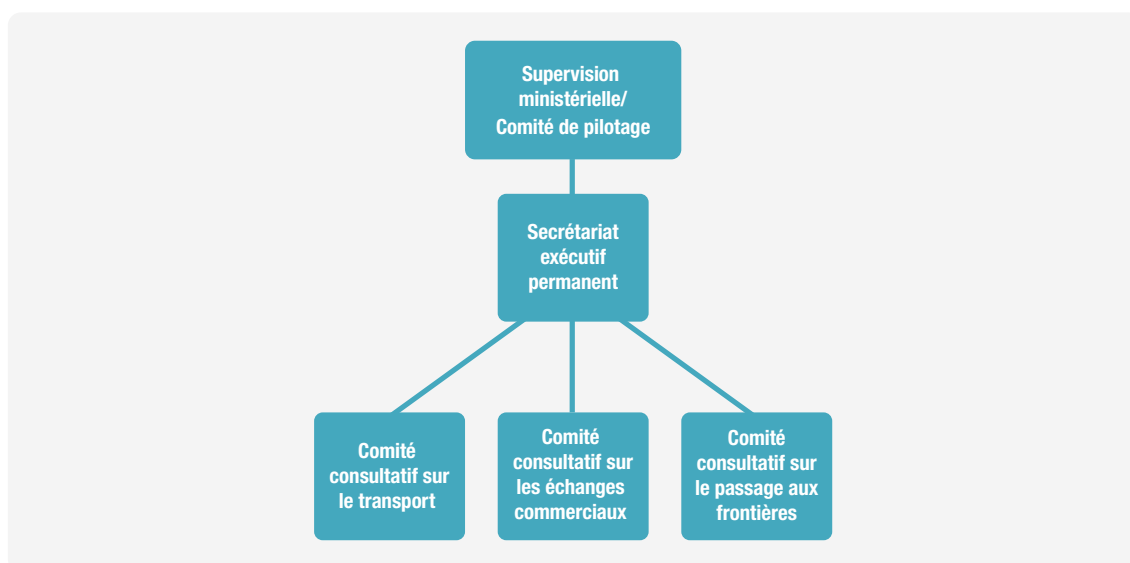 Supervision
ministérielle/
Comité de pilotage
Secrétariat
exécutif
permanent
Comité
consultatif sur
le transport
Comité
consultatif sur
les échanges
commerciaux
Comité
consultatif sur
le passage aux
frontières